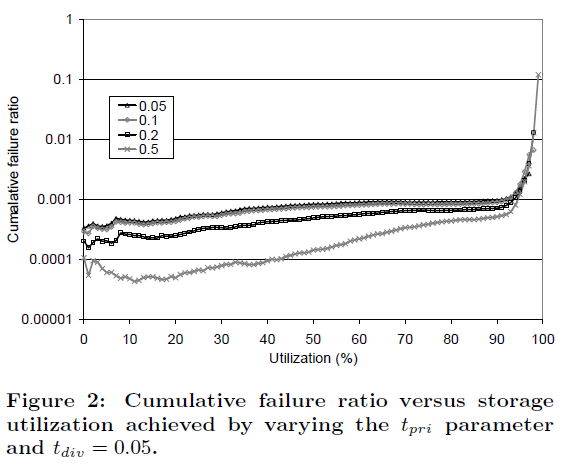 1
0.1
0.01
0.001
0.0001
0.00001
Cumulative failure ratio
0.05
0.1
0.2
0.5
0 10 20 30 40 50 60 70 80 90 100
Utilization (%)
Figure 2: Cumulative failure ratio versus storage
utilization achieved by varying the tpri parameter
and tdiv = 0.05.